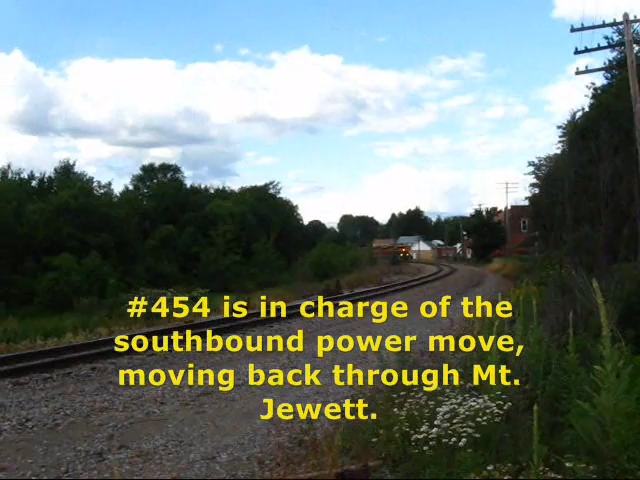 #454 is in charge of the
southbound power move,
moving back through Mt.
Jewett.